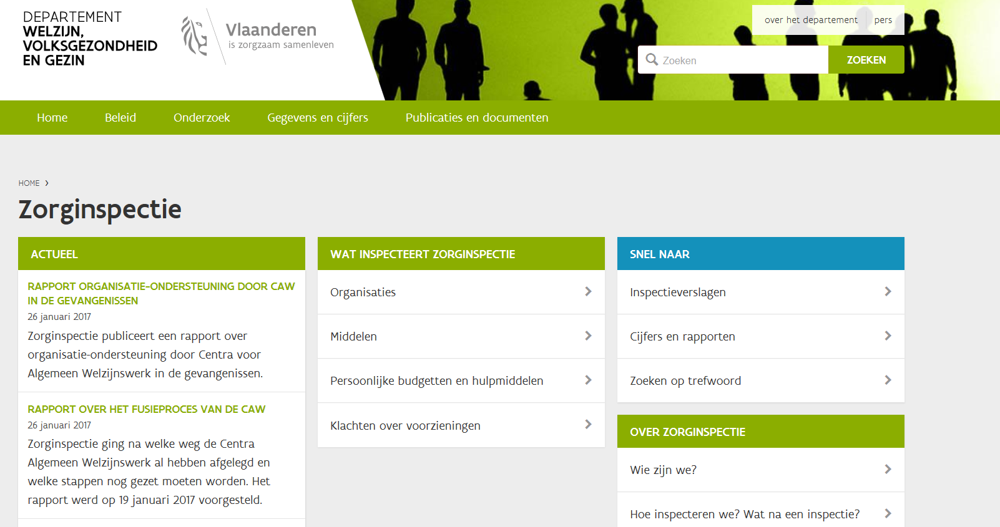 DEPARTEMENT
WELZIJN,
VOLKSGEZONDHEID
EN GEZIN
Vlaanderen
is zorgzaam samenleven
over het departement
pers
Zoeken
ZOEKEN
Home
Beleid
Onderzoek
Gegevens en cijfers
Publicaties en documenten
HOME
Zorginspectie
ACTUEEL
RAPPORT ORGANISATIE-ONDERSTEUNING DOOR CAW
IN DE GEVANGENISSEN
26 januari 2017
Zorginspectie publiceert een rapport over
organisatie-ondersteuning door Centra voor
Algemeen Welzijnswerk in de gevangenissen.
RAPPORT OVER HET FUSIEPROCES VAN DE CAW
26 januari 2017
Zorginspectie ging na welke weg de Centra
Algemeen Welzijnswerk al hebben afgelegd en
welke stappen nog gezet moeten worden. Het
rapport werd op 19 januari 2017 voorgesteld.
WAT INSPECTEERT ZORGINSPECTIE
Organisaties
Middelen
Persoonlijke budgetten en hulpmiddelen
Klachten over voorzieningen
SNEL NAAR
Inspectieverslagen
Cijfers en rapporten
Zoeken op trefwoord
OVER ZORGINSPECTIE
Wie zijn we?
Hoe inspecteren we? Wat na een inspectie?